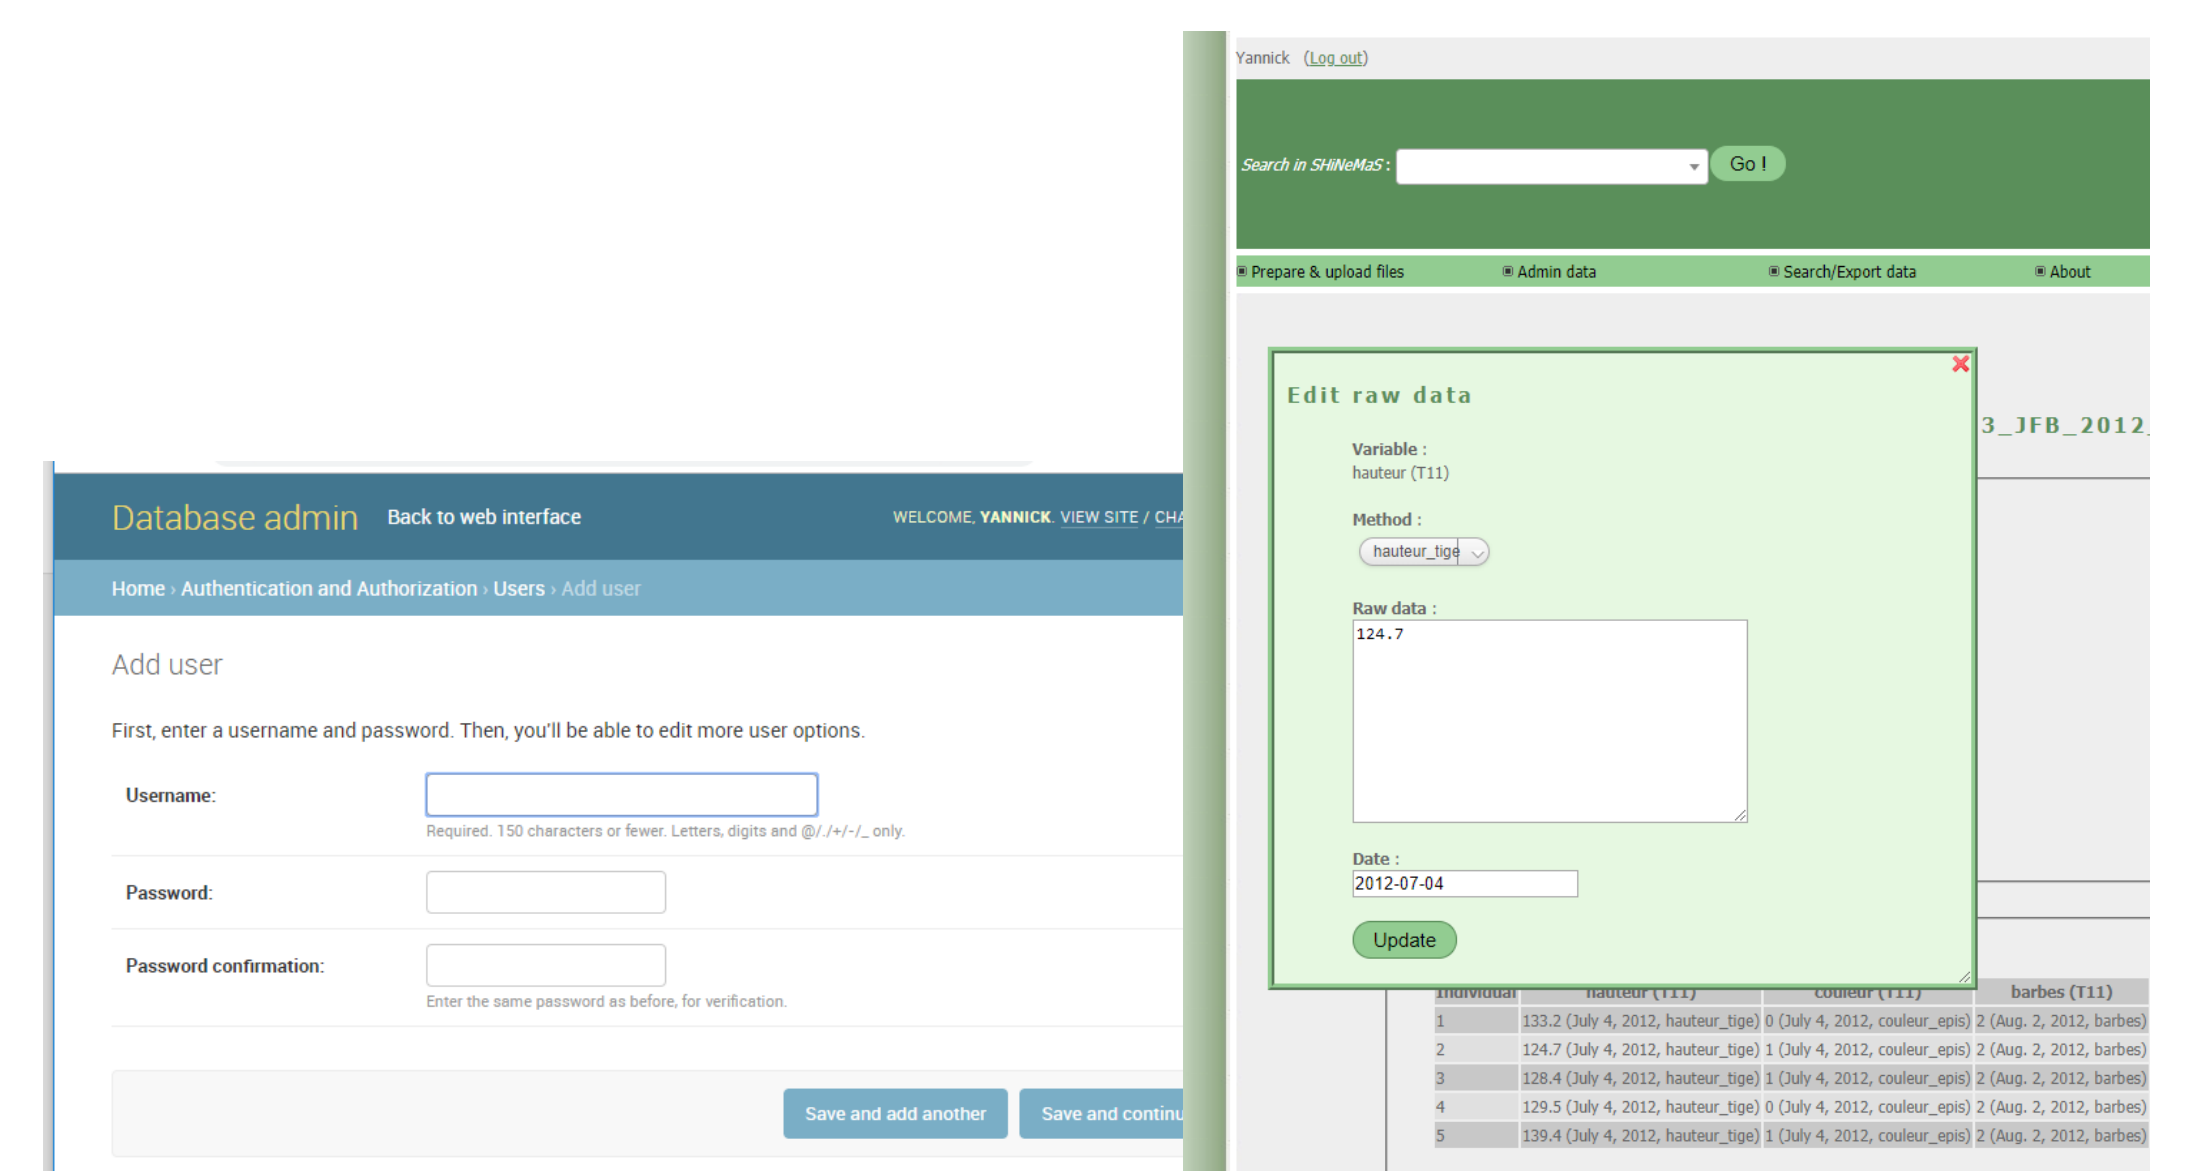 Database admin Back to web interface WELCOME, YANNICK. VIEW SITE / CHA
Home › Authentication and Authorization › Users › Add user
Add user
First, enter a username and password. Then, you'll be able to edit more user options.
Username:
Required. 150 characters or fewer. Letters, digits and @/./+/-/_ only.
Password:
Password confirmation:
Enter the same password as before, for verification.
Save and add another Save and continu
Yannick (Log out)
Search in SHiNeMaS : Go !
Prepare & upload files Admin data Search/Export data About
3_JFB_2012_
Edit raw data
Variable :
hauteur (T11)
Method :
hauteur_tige
Raw data :
124.7
Date :
2012-07-04
Update
Individual hauteur (T11) couleur (T11) barbes (T11)
1 133.2 (July 4, 2012, hauteur_tige) 0 (July 4, 2012, couleur_epis) 2 (Aug. 2, 2012, barbes)
2 124.7 (July 4, 2012, hauteur_tige) 1 (July 4, 2012, couleur_epis) 2 (Aug. 2, 2012, barbes)
3 128.4 (July 4, 2012, hauteur_tige) 1 (July 4, 2012, couleur_epis) 2 (Aug. 2, 2012, barbes)
4 129.5 (July 4, 2012, hauteur_tige) 0 (July 4, 2012, couleur_epis) 2 (Aug. 2, 2012, barbes)
5 139.4 (July 4, 2012, hauteur_tige) 1 (July 4, 2012, couleur_epis) 2 (Aug. 2, 2012, barbes)